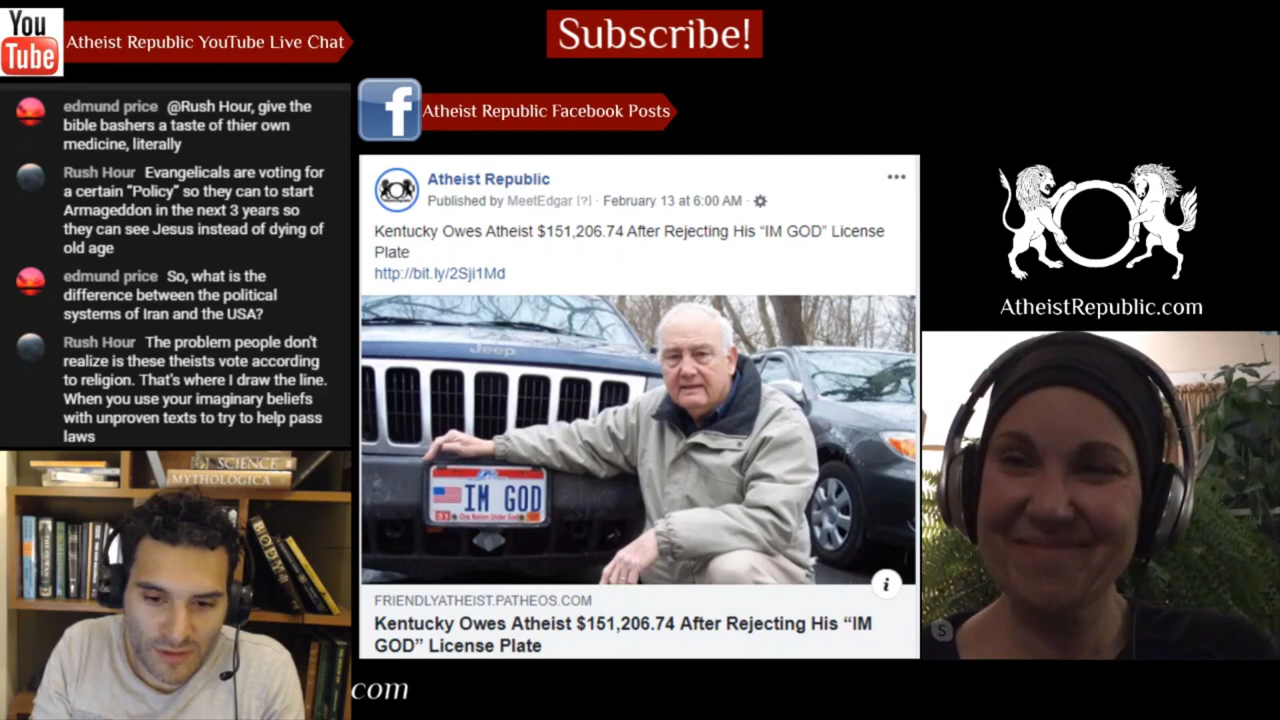 You
Tube
Atheist Republic YouTube Live Chat
Subscribe!
edmund price @Rush Hour, give the
bible bashers a taste of thier own
medicine, literally
Rush Hour Evangelicals are voting for
a certain "Policy" so they can to start
Armageddon in the next 3 years so
they can see Jesus instead of dying of
old age
edmund price So, what is the
difference between the political
systems of Iran and the USA?
Rush Hour The problem people don't
realize is these theists vote according
to religion. That's where I draw the line.
When you use your imaginary beliefs
with unproven texts to try to help pass
laws
f
Atheist Republic Facebook Posts
Atheist Republic
Published by MeetEdgar [?] · February 13 at 6:00 AM ·
Kentucky Owes Atheist $151,206.74 After Rejecting His “IM GOD” License
Plate
http://bit.ly/2Sji1Md
Jeep
IM GOD
One Nation Under God
i
FRIENDLYATHEIST.PATHEOS.COM
Kentucky Owes Atheist $151,206.74 After Rejecting His “IM
GOD” License Plate
AtheistRepublic.com
S
SCIENCE
MYTHOLOGICA
BODY
com